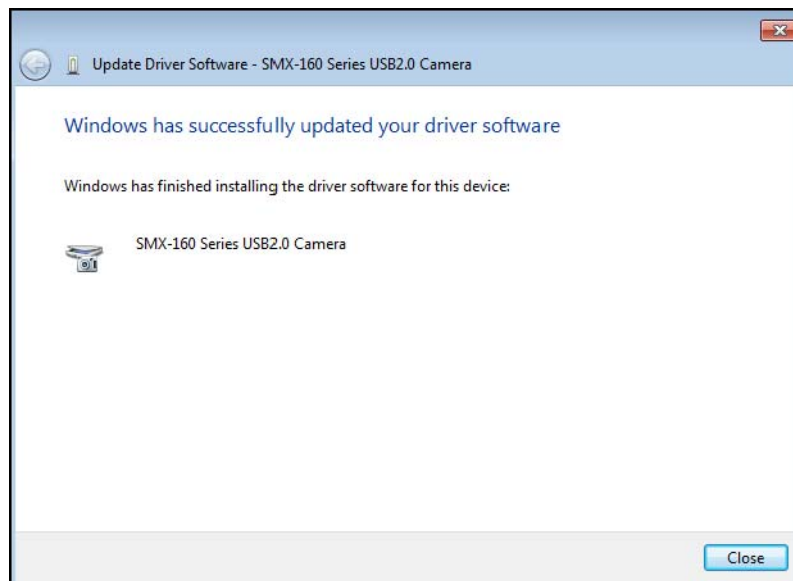 Update Driver Software - SMX-160 Series USB2.0 Camera
Windows has successfully updated your driver software
Windows has finished installing the driver software for this device:
SMX-160 Series USB2.0 Camera
Close